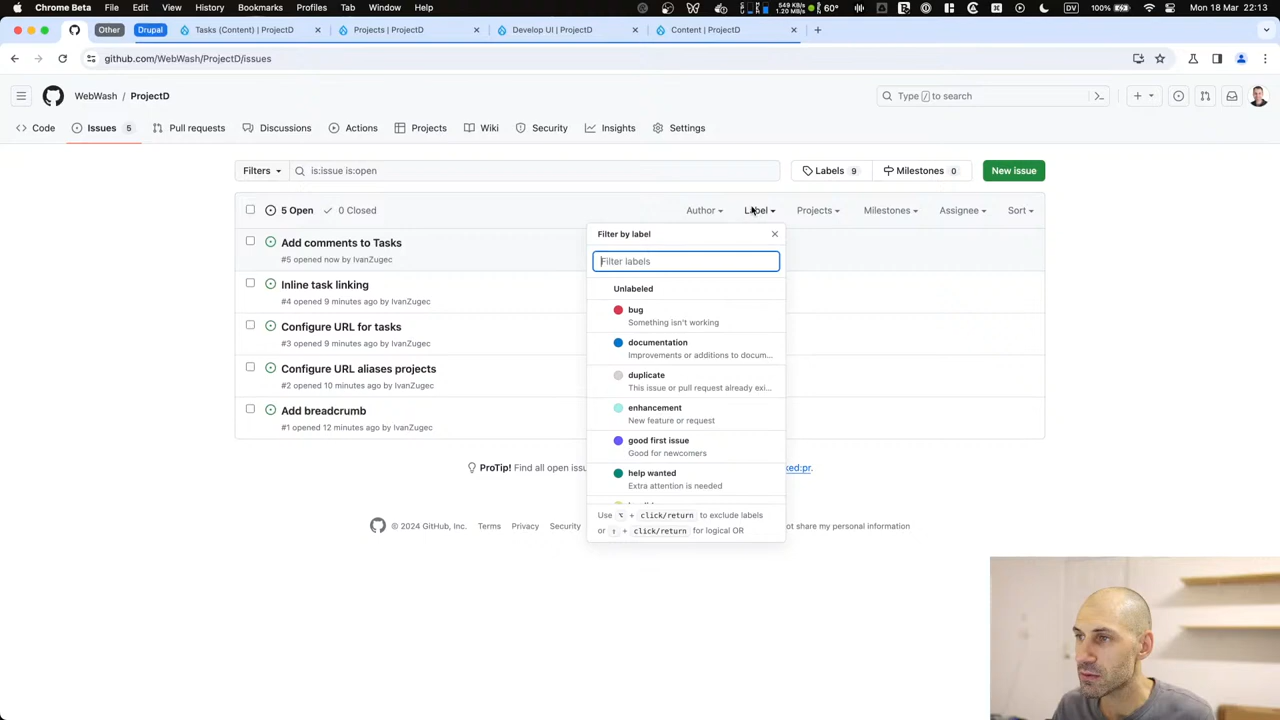 Chrome Beta File Edit View History Bookmarks Profiles Tab Window Help
100% Mon 18 Mar 22:13
Other Drupal Tasks (Content) | ProjectD Projects | ProjectD Develop UI | ProjectD Content | ProjectD
github.com/WebWash/ProjectD/issues
WebWash / ProjectD Type / to search
Code Issues 5 Pull requests Discussions Actions Projects Wiki Security Insights Settings
Filters is:issue is:open Labels 9 Milestones 0 New issue
5 Open 0 Closed Author Label Projects Milestones Assignee Sort
Add comments to Tasks
#5 opened now by IvanZugec
Inline task linking
#4 opened 9 minutes ago by IvanZugec
Configure URL for tasks
#3 opened 9 minutes ago by IvanZugec
Configure URL aliases projects
#2 opened 10 minutes ago by IvanZugec
Add breadcrumb
#1 opened 12 minutes ago by IvanZugec
Filter by label
Filter labels
Unlabeled
bug
Something isn't working
documentation
Improvements or additions to docum...
duplicate
This issue or pull request already exi...
enhancement
New feature or request
good first issue
Good for newcomers
help wanted
Extra attention is needed
Use ⌥ + click/return to exclude labels
or ⇧ + click/return for logical OR
ProTip! Find all open issu ked:pr.
© 2024 GitHub, Inc. Terms Privacy Security ot share my personal information